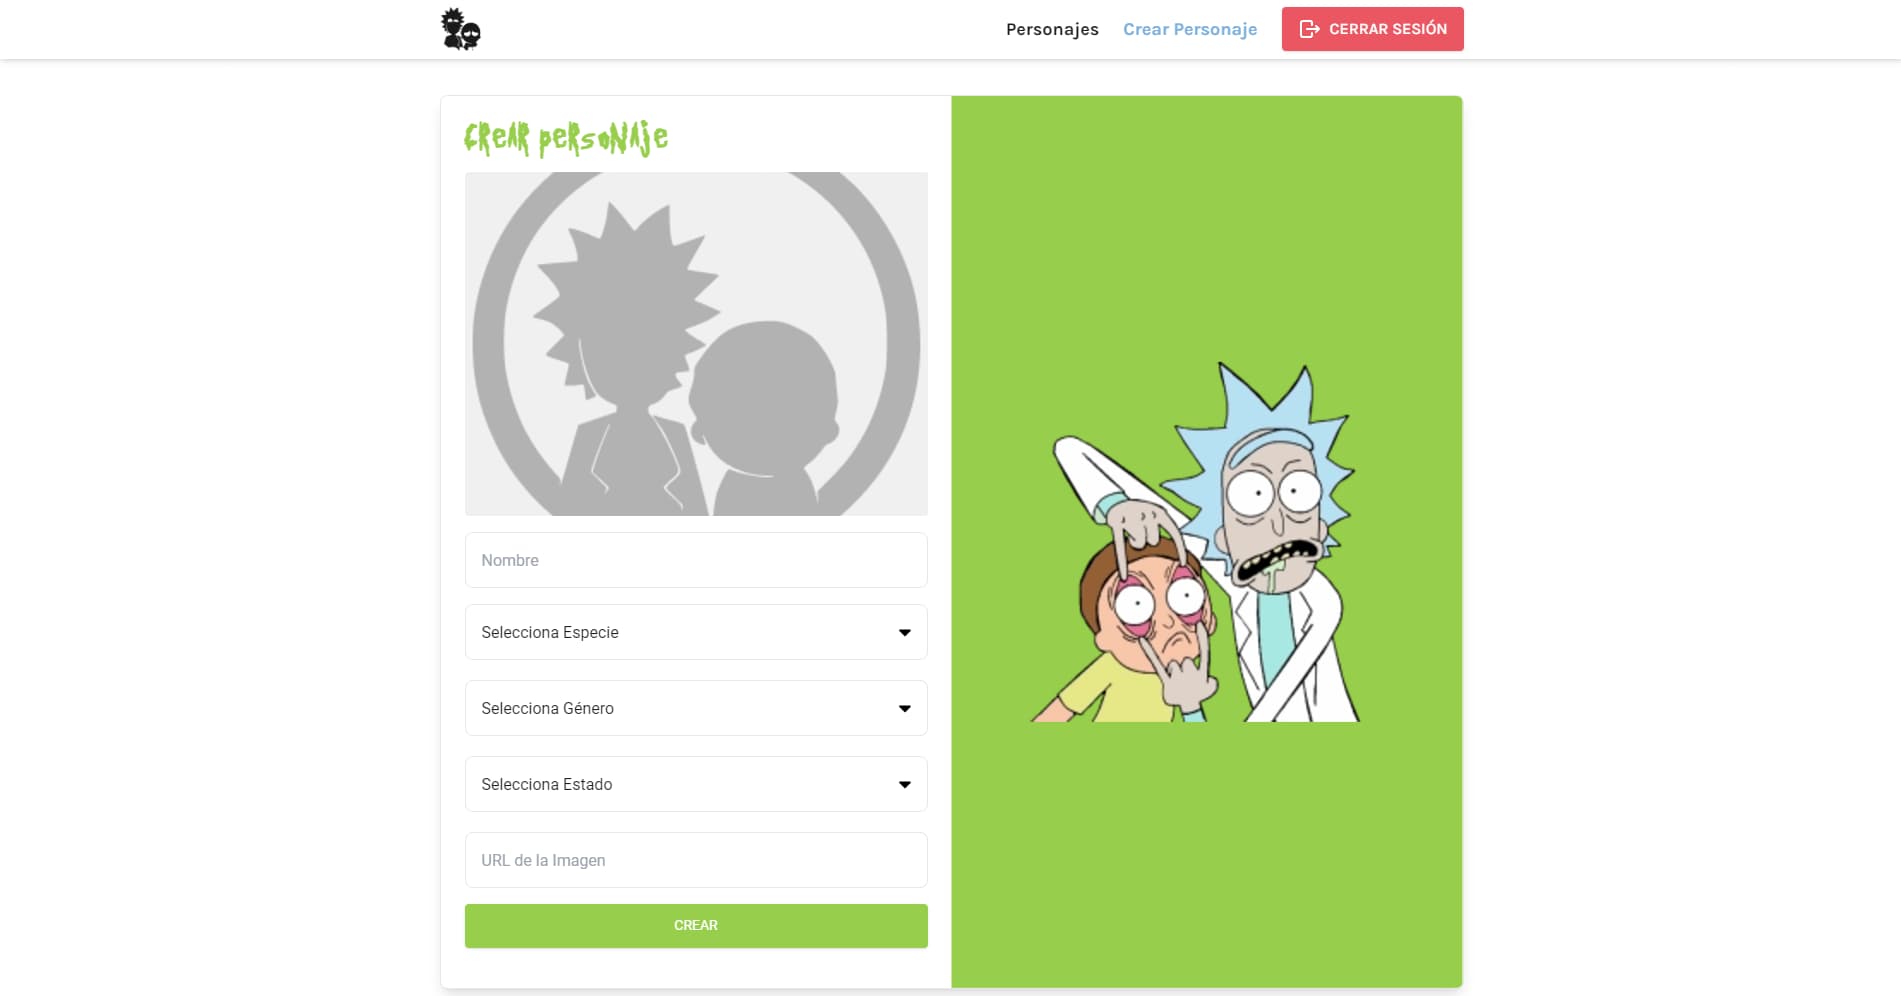 Personajes
Crear Personaje
CERRAR SESIÓN
CREAR PERSONAJE
Nombre
Selecciona Especie
Selecciona Género
Selecciona Estado
URL de la Imagen
CREAR